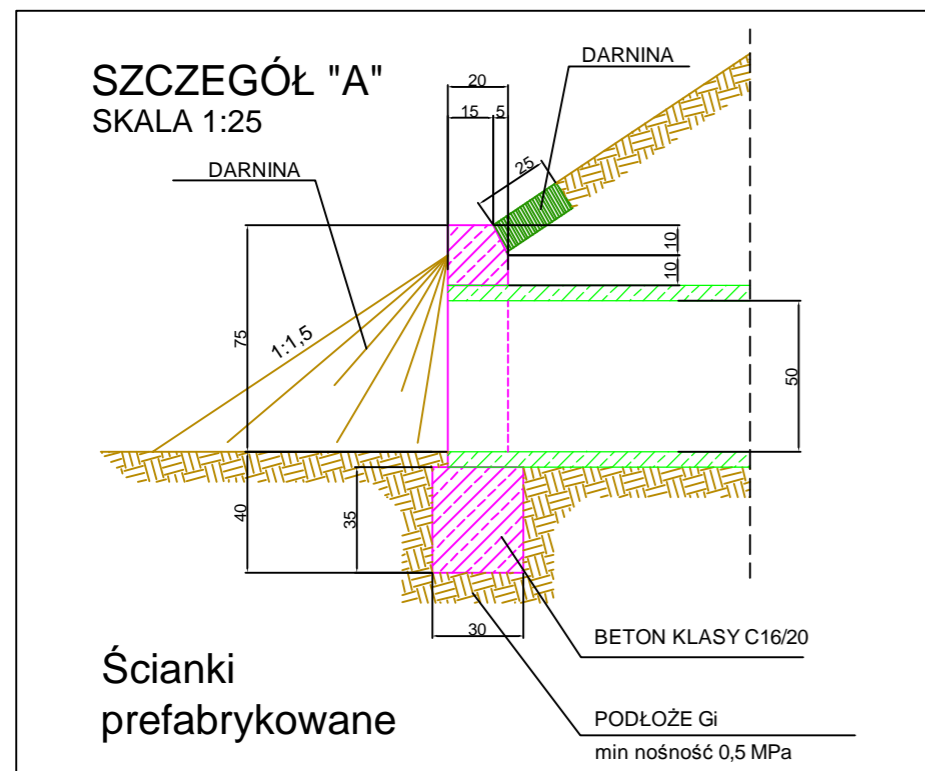 SZCZEGÓŁ "A"
SKALA 1:25
DARNINA
20
15
5
DARNINA
25
10
10
75
1:1,5
50
40
35
30
BETON KLASY C16/20
Ścianki
prefabrykowane
PODŁOŻE Gi
min nośność 0,5 MPa